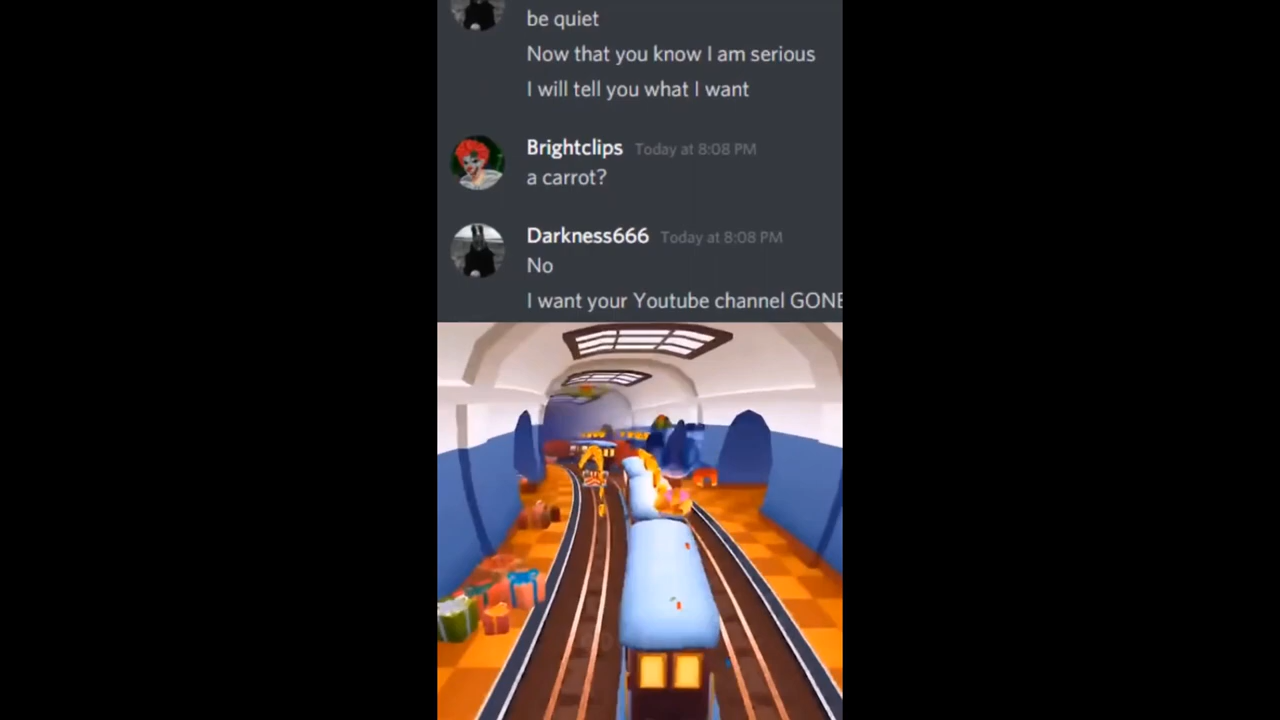 be quiet
Now that you know I am serious
I will tell you what I want
Brightclips Today at 8:08 PM
a carrot?
Darkness666 Today at 8:08 PM
No
I want your Youtube channel GONE